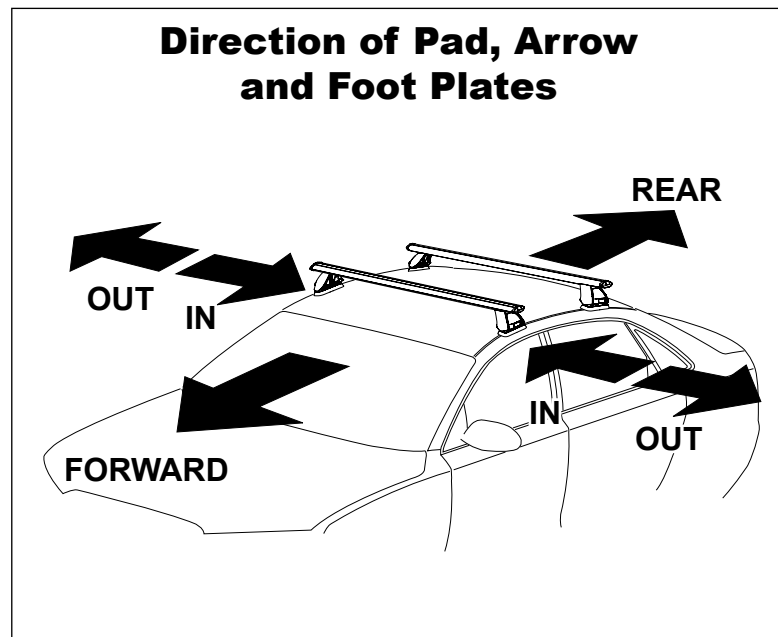 Direction of Pad, Arrow
and Foot Plates
REAR
OUT
IN
IN
OUT
FORWARD